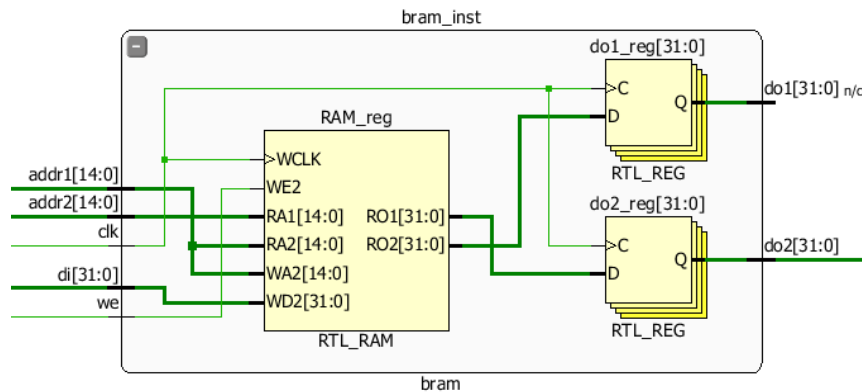 bram_inst
do1_reg[31:0]
C
Q
D
do1[31:0] n/c
RTL_REG
RAM_reg
WCLK
WE2
RA1[14:0]
RO1[31:0]
RA2[14:0]
RO2[31:0]
WA2[14:0]
WD2[31:0]
RTL_RAM
addr1[14:0]
addr2[14:0]
clk
di[31:0]
we
do2_reg[31:0]
C
Q
D
do2[31:0]
RTL_REG
bram